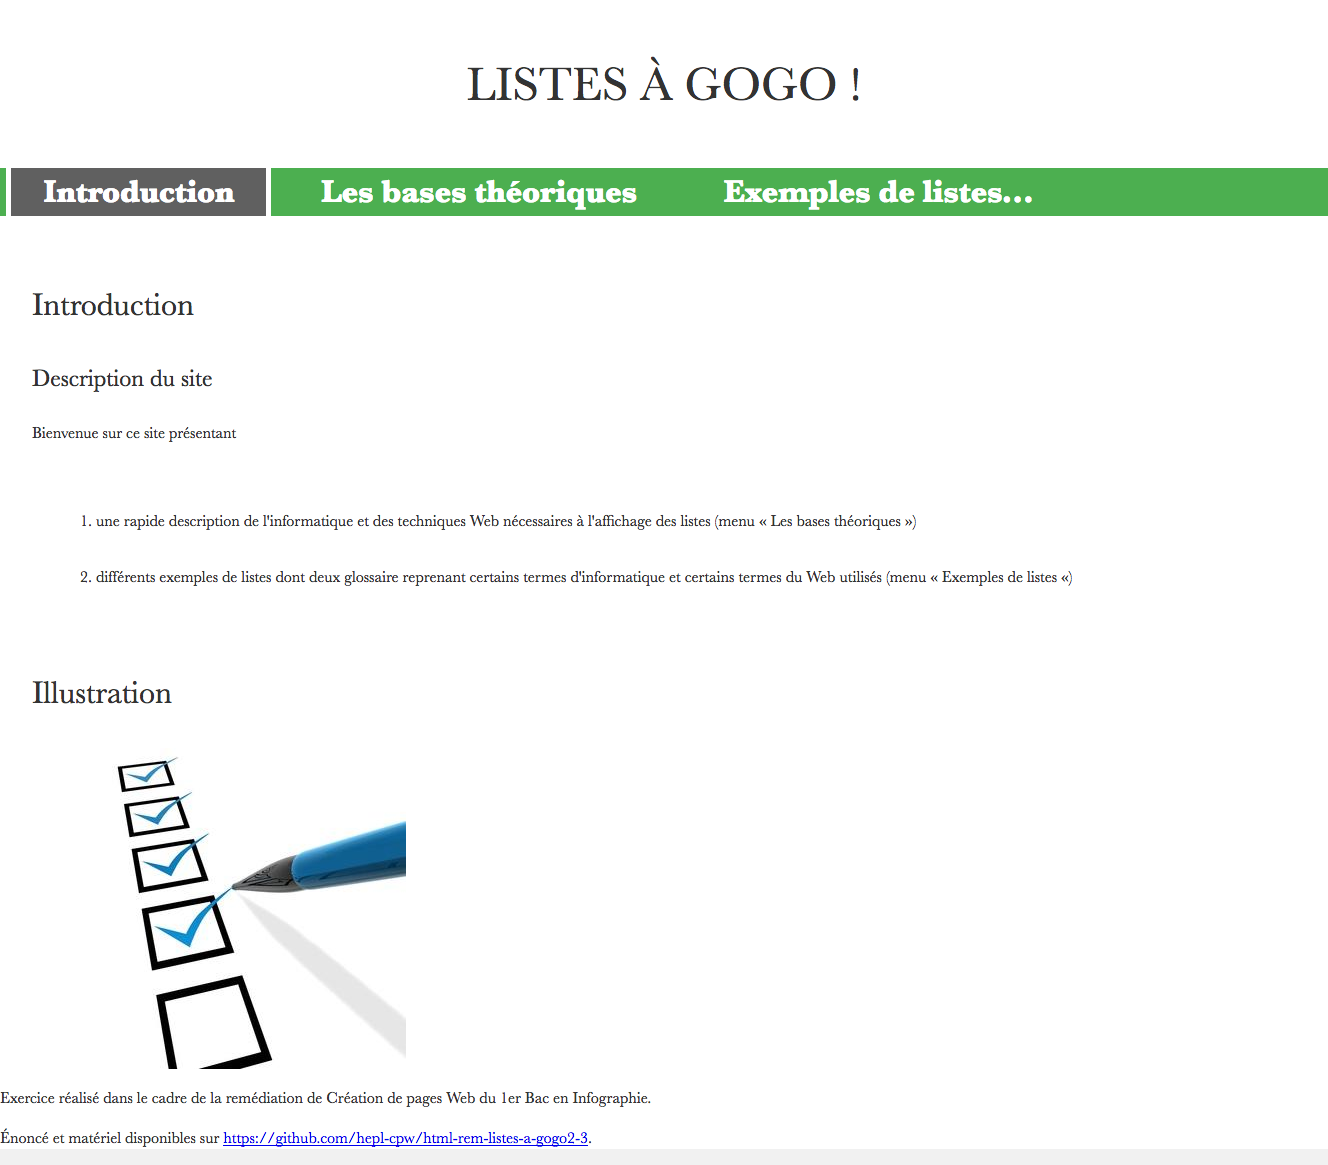 LISTES À GOGO !
Introduction Les bases théoriques Exemples de listes…
Introduction
Description du site
Bienvenue sur ce site présentant
1. une rapide description de l'informatique et des techniques Web nécessaires à l'affichage des listes (menu « Les bases théoriques »)
2. différents exemples de listes dont deux glossaire reprenant certains termes d'informatique et certains termes du Web utilisés (menu « Exemples de listes «)
Illustration
Exercice réalisé dans le cadre de la remédiation de Création de pages Web du 1er Bac en Infographie.
Énoncé et matériel disponibles sur https://github.com/hepl-cpw/html-rem-listes-a-gogo2-3.